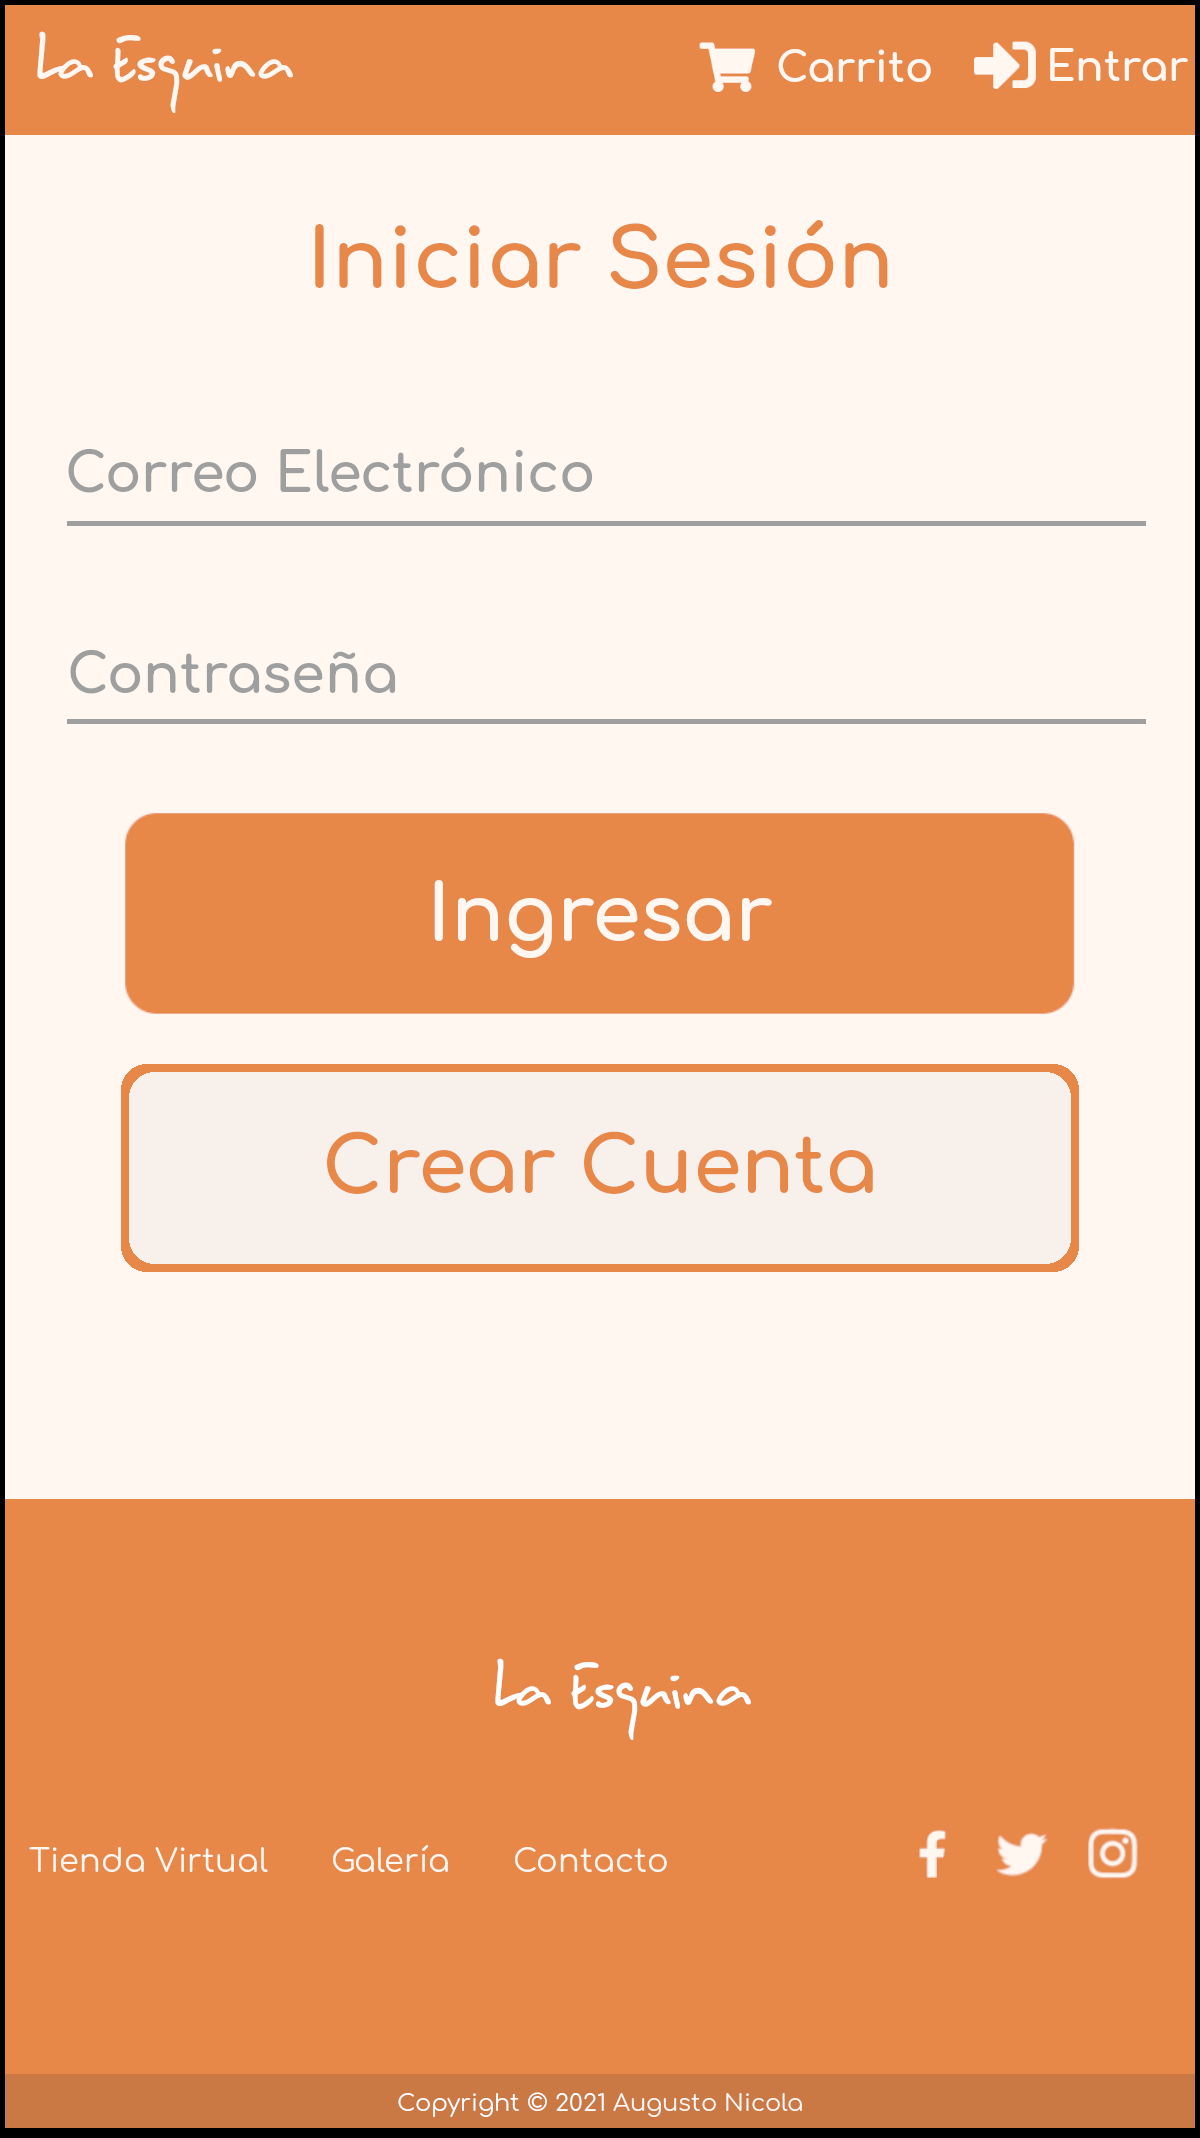 La Esquina
Carrito
Entrar
Iniciar Sesión
Correo Electrónico
Contraseña
Ingresar
Crear Cuenta
La Esquina
Tienda Virtual
Galería
Contacto
Copyright © 2021 Augusto Nicola